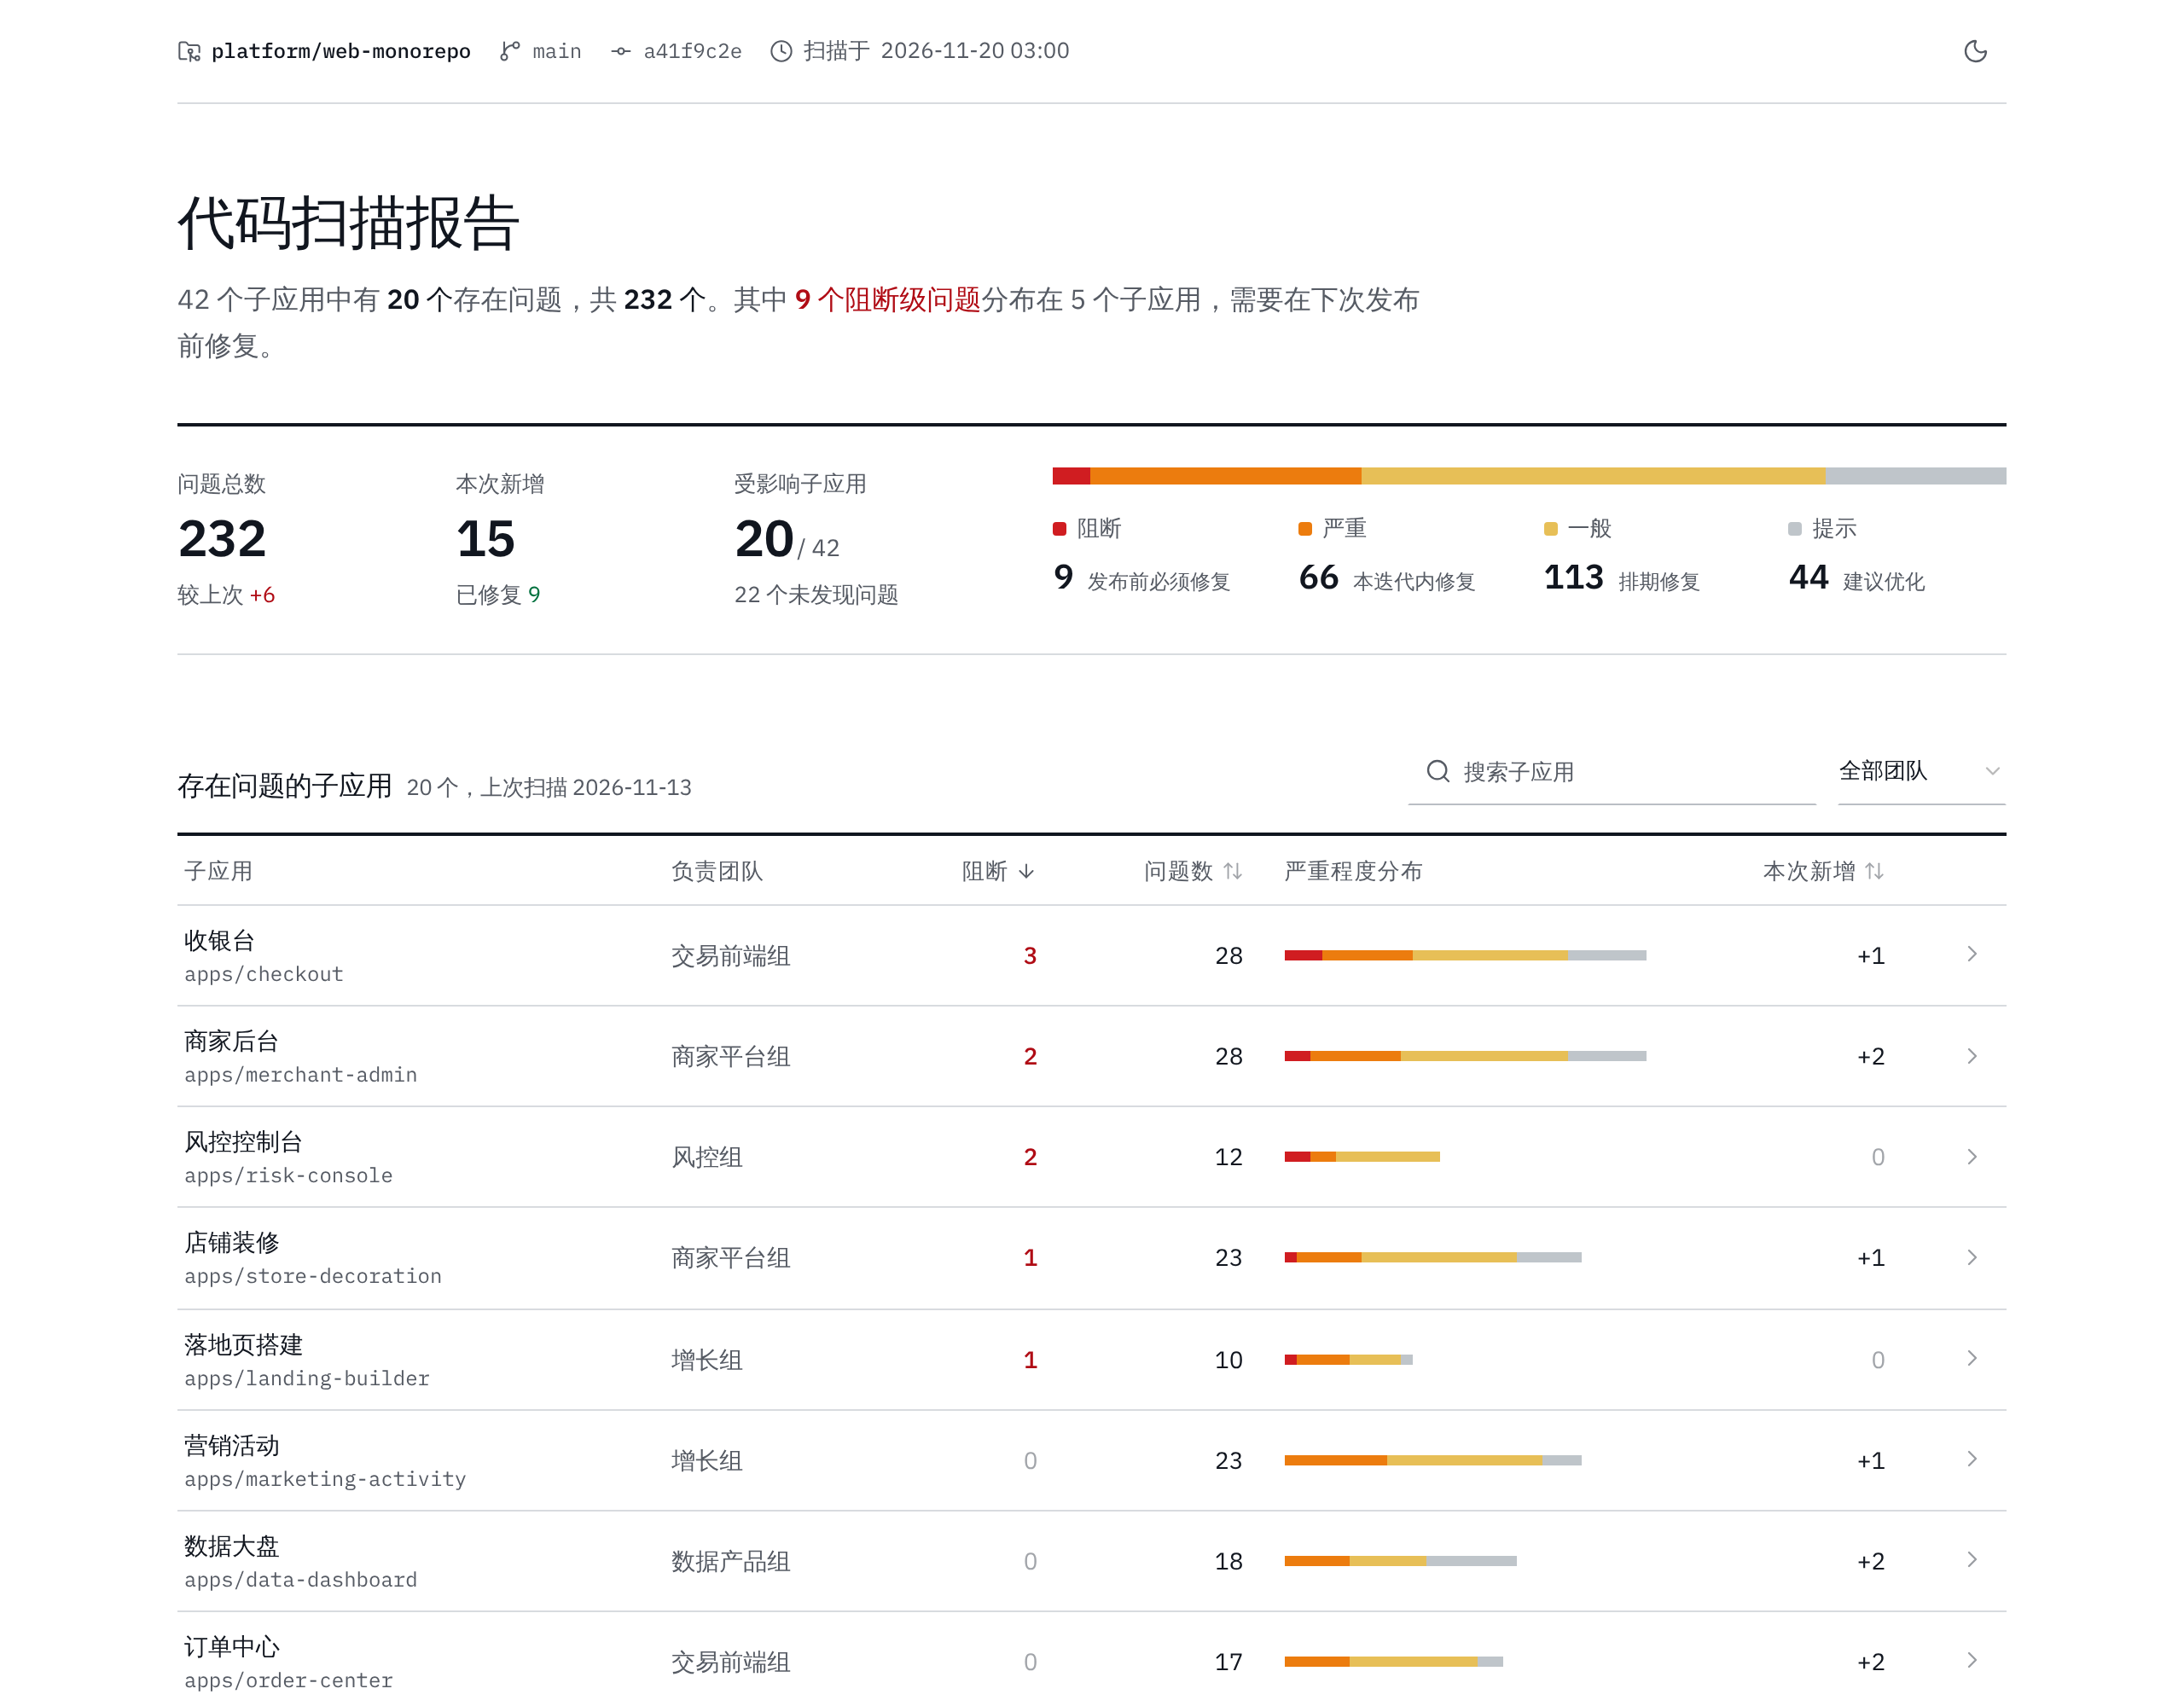 platform/web-monorepo main a41f9c2e 扫描于 2026-11-20 03:00
代码扫描报告
42 个子应用中有 20 个存在问题，共 232 个。其中 9 个阻断级问题分布在 5 个子应用，需要在下次发布
前修复。
问题总数
232
较上次 +6
本次新增
15
已修复 9
受影响子应用
20 / 42
22 个未发现问题
阻断
9 发布前必须修复
严重
66 本迭代内修复
一般
113 排期修复
提示
44 建议优化
存在问题的子应用 20 个，上次扫描 2026-11-13
搜索子应用
全部团队
子应用 负责团队 阻断 问题数 严重程度分布 本次新增
收银台
apps/checkout
交易前端组 3 28 +1
商家后台
apps/merchant-admin
商家平台组 2 28 +2
风控控制台
apps/risk-console
风控组 2 12 0
店铺装修
apps/store-decoration
商家平台组 1 23 +1
落地页搭建
apps/landing-builder
增长组 1 10 0
营销活动
apps/marketing-activity
增长组 0 23 +1
数据大盘
apps/data-dashboard
数据产品组 0 18 +2
订单中心
apps/order-center
交易前端组 0 17 +2